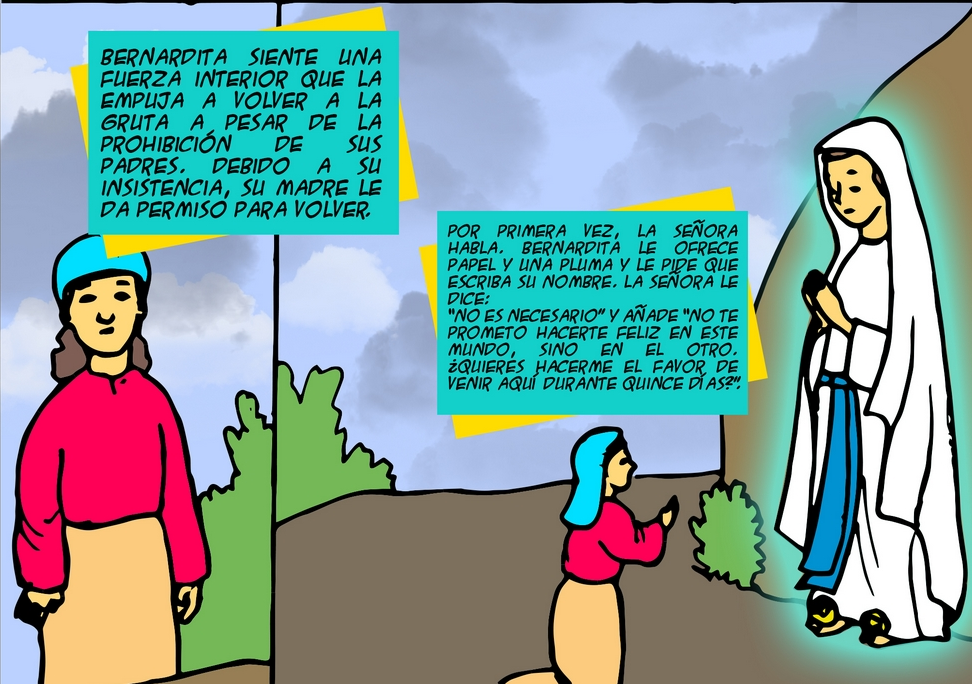 BERNARDITA SIENTE UNA
FUERZA INTERIOR QUE LA
EMPUJA A VOLVER A LA
GRUTA A PESAR DE LA
PROHIBICIÓN DE SUS
PADRES. DEBIDO A SU
INSISTENCIA, SU MADRE LE
DA PERMISO PARA VOLVER.
POR PRIMERA VEZ, LA SEÑORA
HABLA. BERNARDITA LE OFRECE
PAPEL Y UNA PLUMA Y LE PIDE QUE
ESCRIBA SU NOMBRE. LA SEÑORA LE
DICE:
"NO ES NECESARIO" Y AÑADE "NO TE
PROMETO HACERTE FELIZ EN ESTE
MUNDO, SINO EN EL OTRO.
¿QUIERES HACERME EL FAVOR DE
VENIR AQUÍ DURANTE QUINCE DÍAS?".